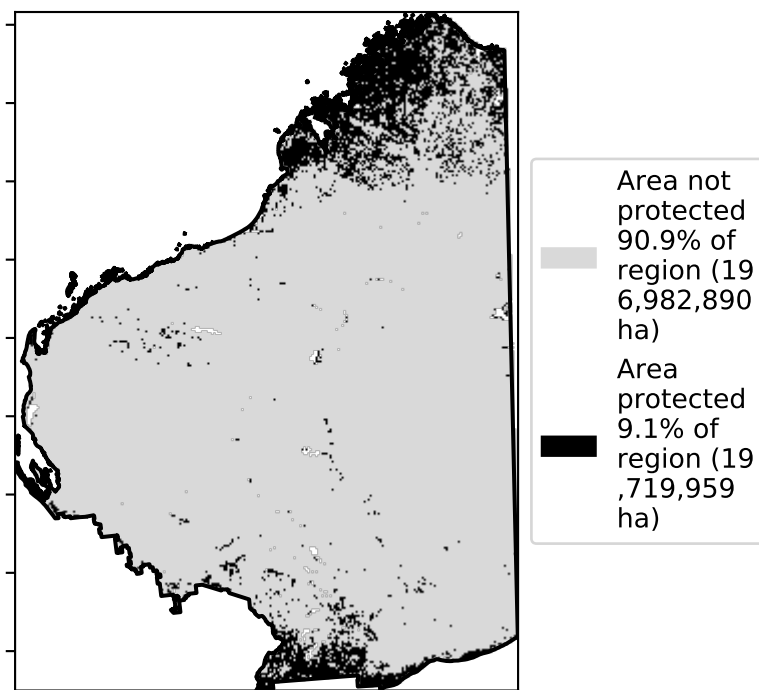 Area not
protected
90.9% of
region (19
6,982,890
ha)
Area
protected
9.1% of
region (19
,719,959
ha)